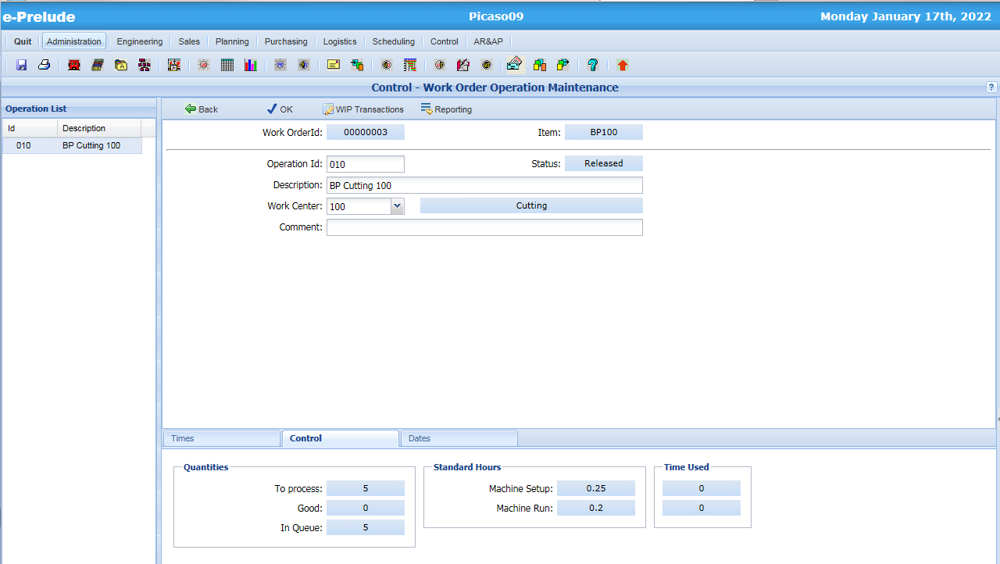 e-Prelude Picaso09 Monday January 17th, 2022
Quit Administration Engineering Sales Planning Purchasing Logistics Scheduling Control AR&AP
Control - Work Order Operation Maintenance ?
Operation List
Id Description
010 BP Cutting 100
Back OK WIP Transactions Reporting
Work OrderId: 00000003 Item: BP100
Operation Id: 010 Status: Released
Description: BP Cutting 100
Work Center: 100 Cutting
Comment:
Times Control Dates
Quantities Standard Hours Time Used
To process: 5 Machine Setup: 0.25 0
Good: 0 Machine Run: 0.2 0
In Queue: 5